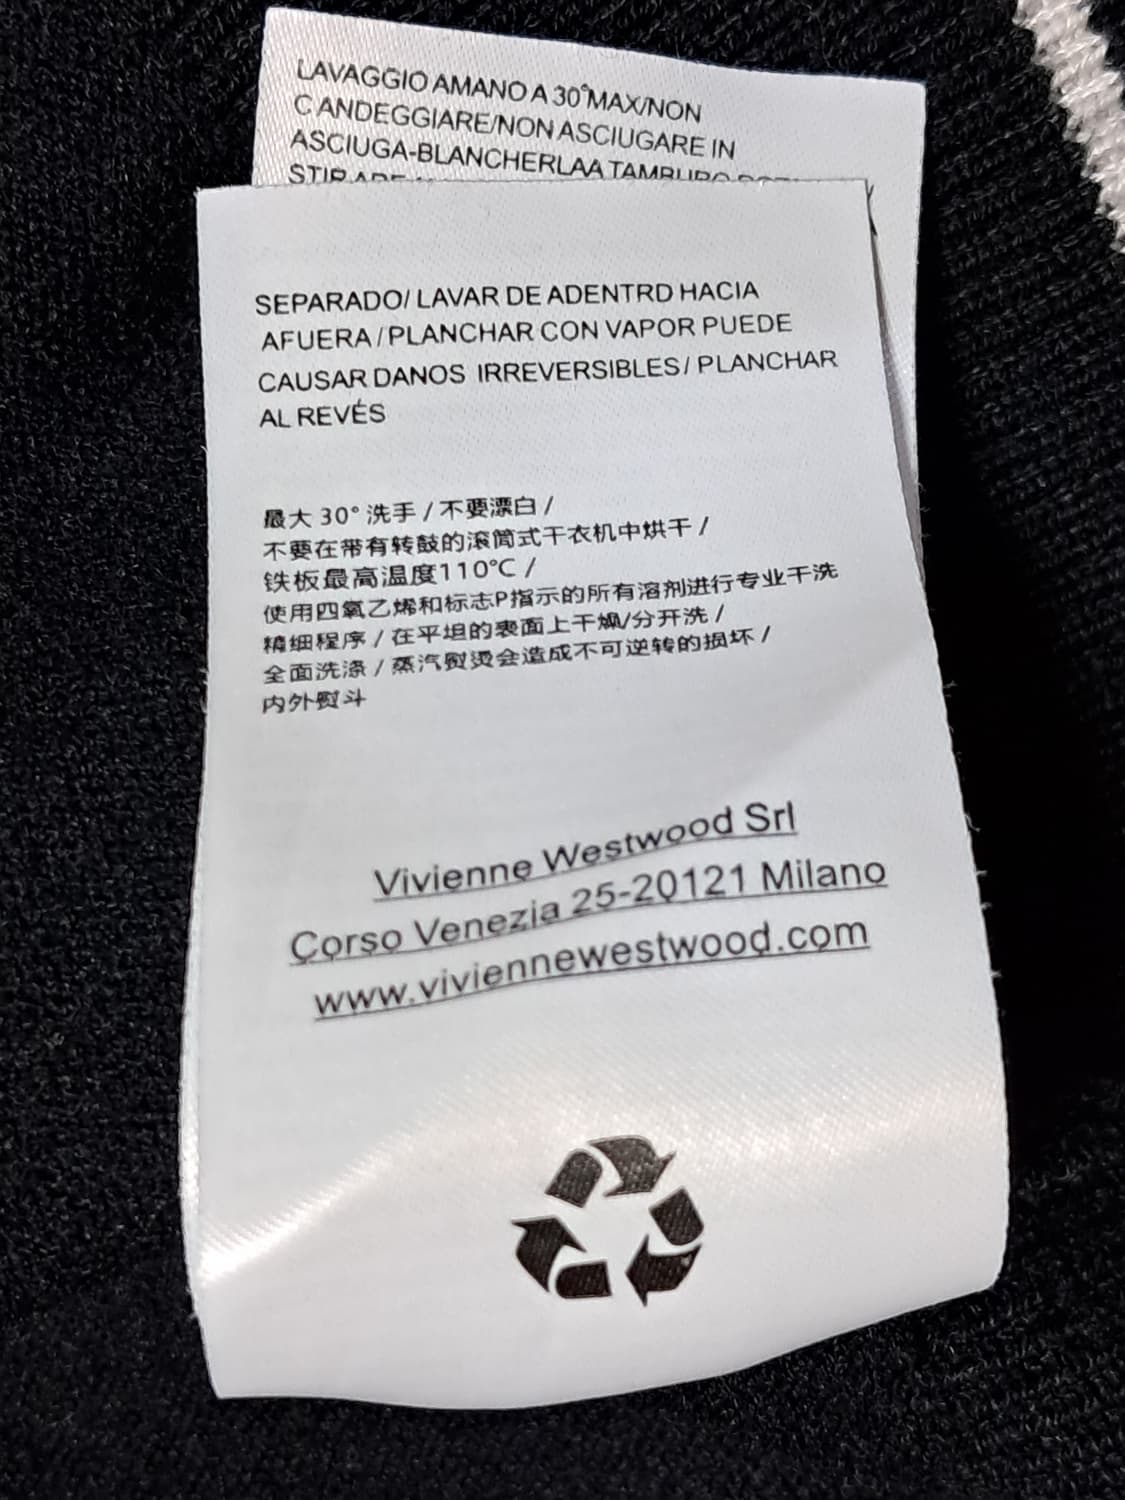 LAVAGGIO AMANO A 30°MAX/NON
C ANDEGGIARE/NON ASCIUGARE IN
ASCIUGA-BLANCHERLAA TAMBURO
SEPARADO/ LAVAR DE ADENTRD HACIA
AFUERA / PLANCHAR CON VAPOR PUEDE
CAUSAR DANOS IRREVERSIBLES/ PLANCHAR
AL REVÉS
最大 30° 洗手 / 不要漂白 /
不要在带有转鼓的滚筒式干衣机中烘干 /
铁板最高温度110℃ /
使用四氧乙烯和标志P指示的所有溶剂进行专业干洗
精细程序 / 在平坦的表面上干燥/分开洗 /
全面洗涤 / 蒸汽熨烫会造成不可逆转的损坏 /
内外熨斗
Vivienne Westwood Srl
Corso Venezia 25-20121 Milano
www.viviennewestwood.com